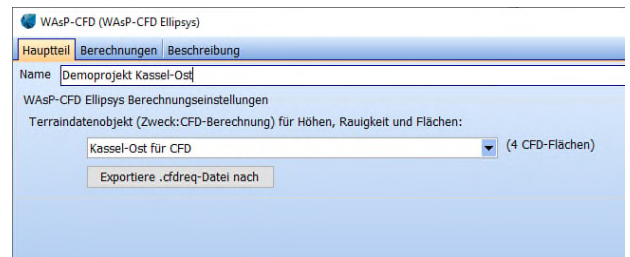 WAsP-CFD (WAsP-CFD Ellipsys)
Hauptteil Berechnungen Beschreibung
Name Demoprojekt Kassel-Ost
WAsP-CFD Ellipsys Berechnungseinstellungen
Terraindatenobjekt (Zweck:CFD-Berechnung) für Höhen, Rauigkeit und Flächen:
Kassel-Ost für CFD (4 CFD-Flächen)
Exportiere .cfdreq-Datei nach